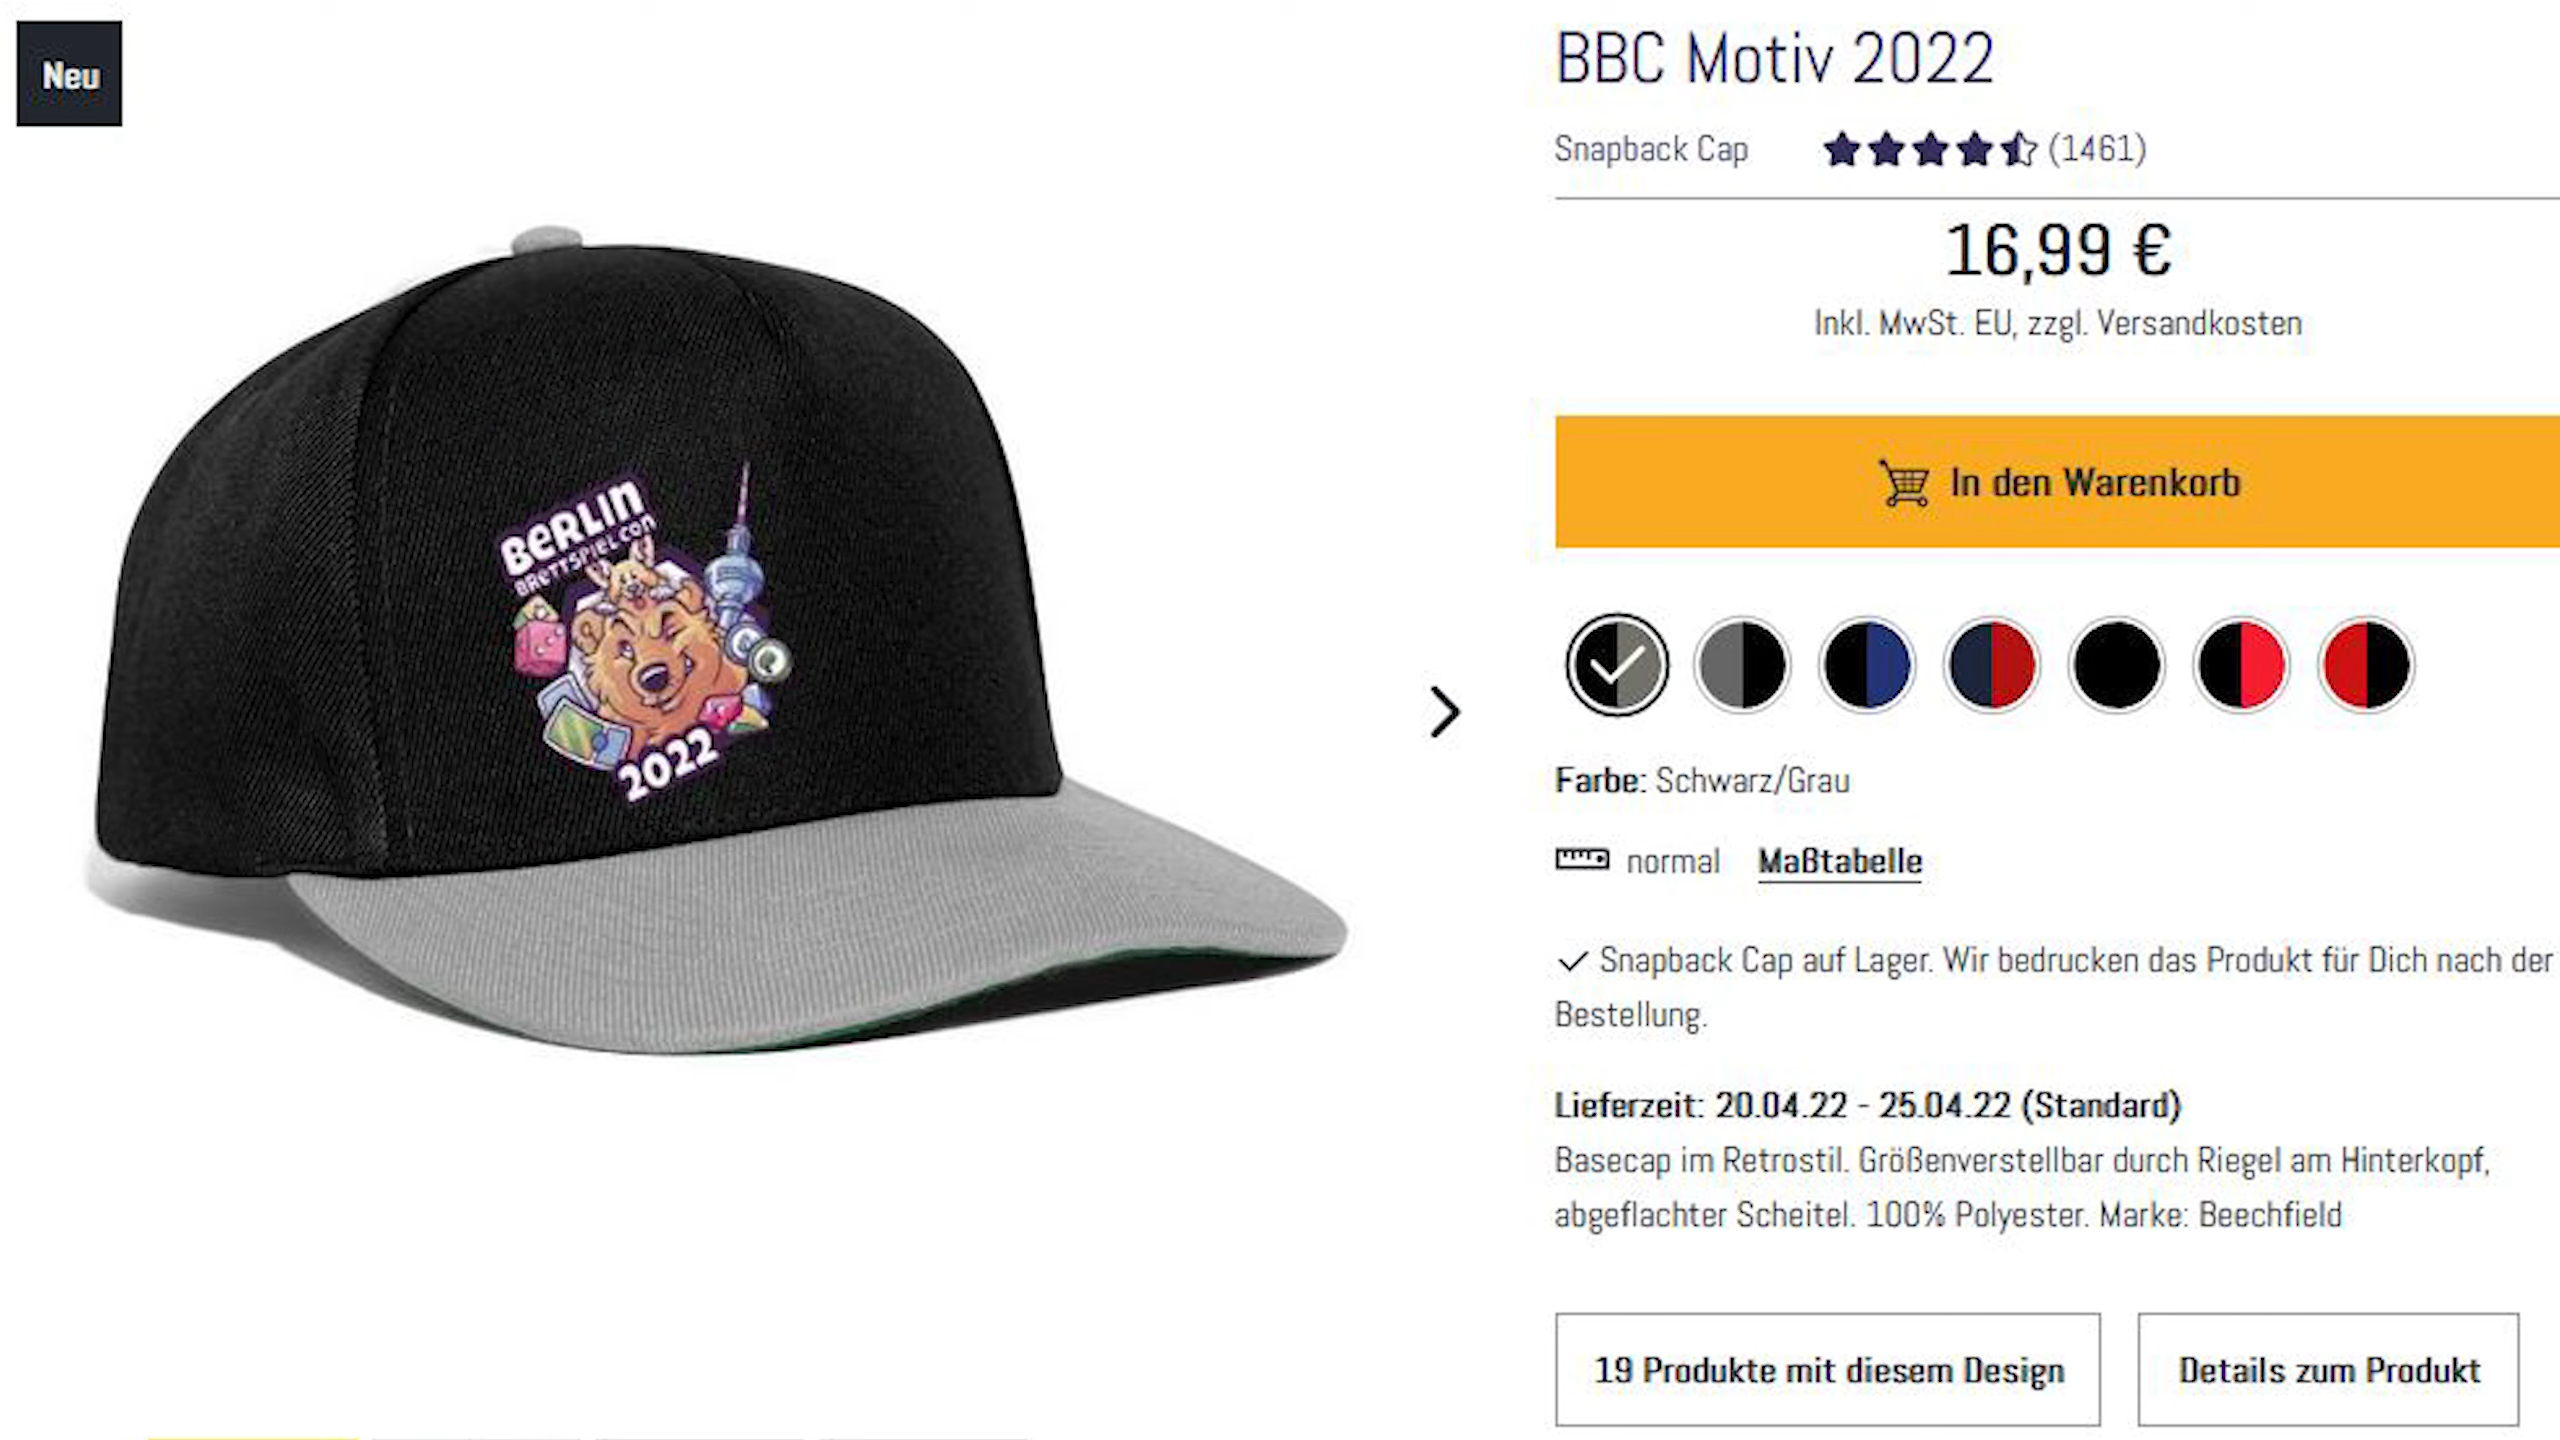 Neu
BERLIN
BRETTSPIEL CON
2022
BBC Motiv 2022
Snapback Cap (1461)
16,99 €
Inkl. MwSt. EU, zzgl. Versandkosten
In den Warenkorb
Farbe: Schwarz/Grau
normal Maßtabelle
Snapback Cap auf Lager. Wir bedrucken das Produkt für Dich nach der
Bestellung.
Lieferzeit: 20.04.22 - 25.04.22 (Standard)
Basecap im Retrostil. Größenverstellbar durch Riegel am Hinterkopf,
abgeflachter Scheitel. 100% Polyester. Marke: Beechfield
19 Produkte mit diesem Design
Details zum Produkt